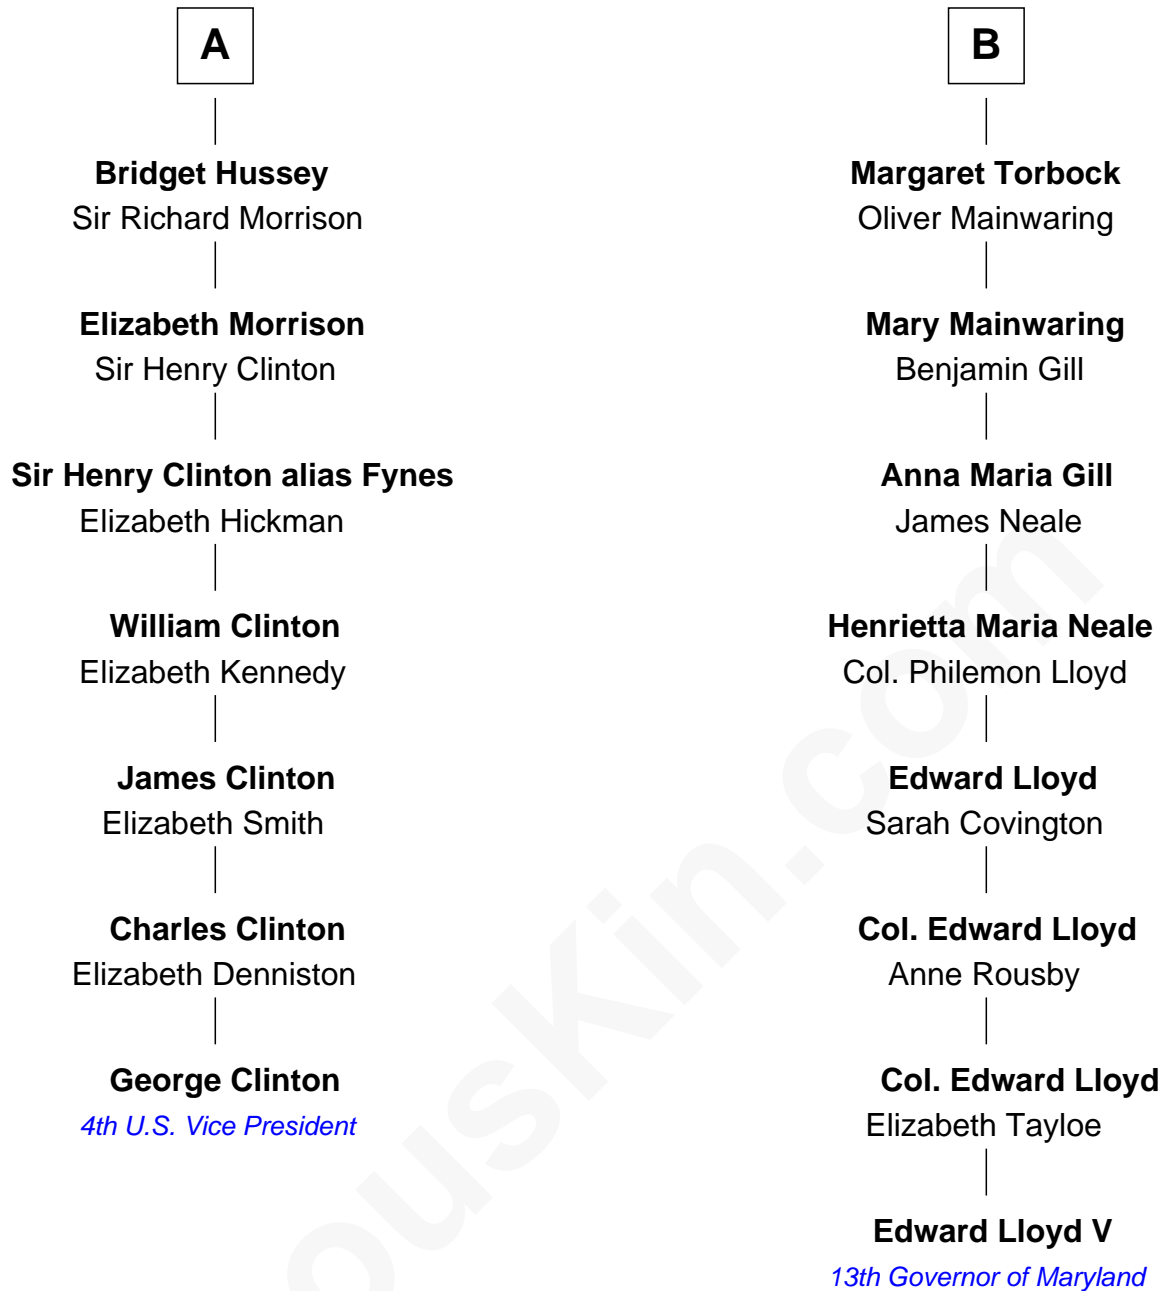 A
Bridget Hussey
Sir Richard Morrison
Elizabeth Morrison
Sir Henry Clinton
Sir Henry Clinton alias Fynes
Elizabeth Hickman
William Clinton
Elizabeth Kennedy
James Clinton
Elizabeth Smith
Charles Clinton
Elizabeth Denniston
George Clinton
4th U.S. Vice President
B
Margaret Torbock
Oliver Mainwaring
Mary Mainwaring
Benjamin Gill
Anna Maria Gill
James Neale
Henrietta Maria Neale
Col. Philemon Lloyd
Edward Lloyd
Sarah Covington
Col. Edward Lloyd
Anne Rousby
Col. Edward Lloyd
Elizabeth Tayloe
Edward Lloyd V
13th Governor of Maryland
ousKin.com